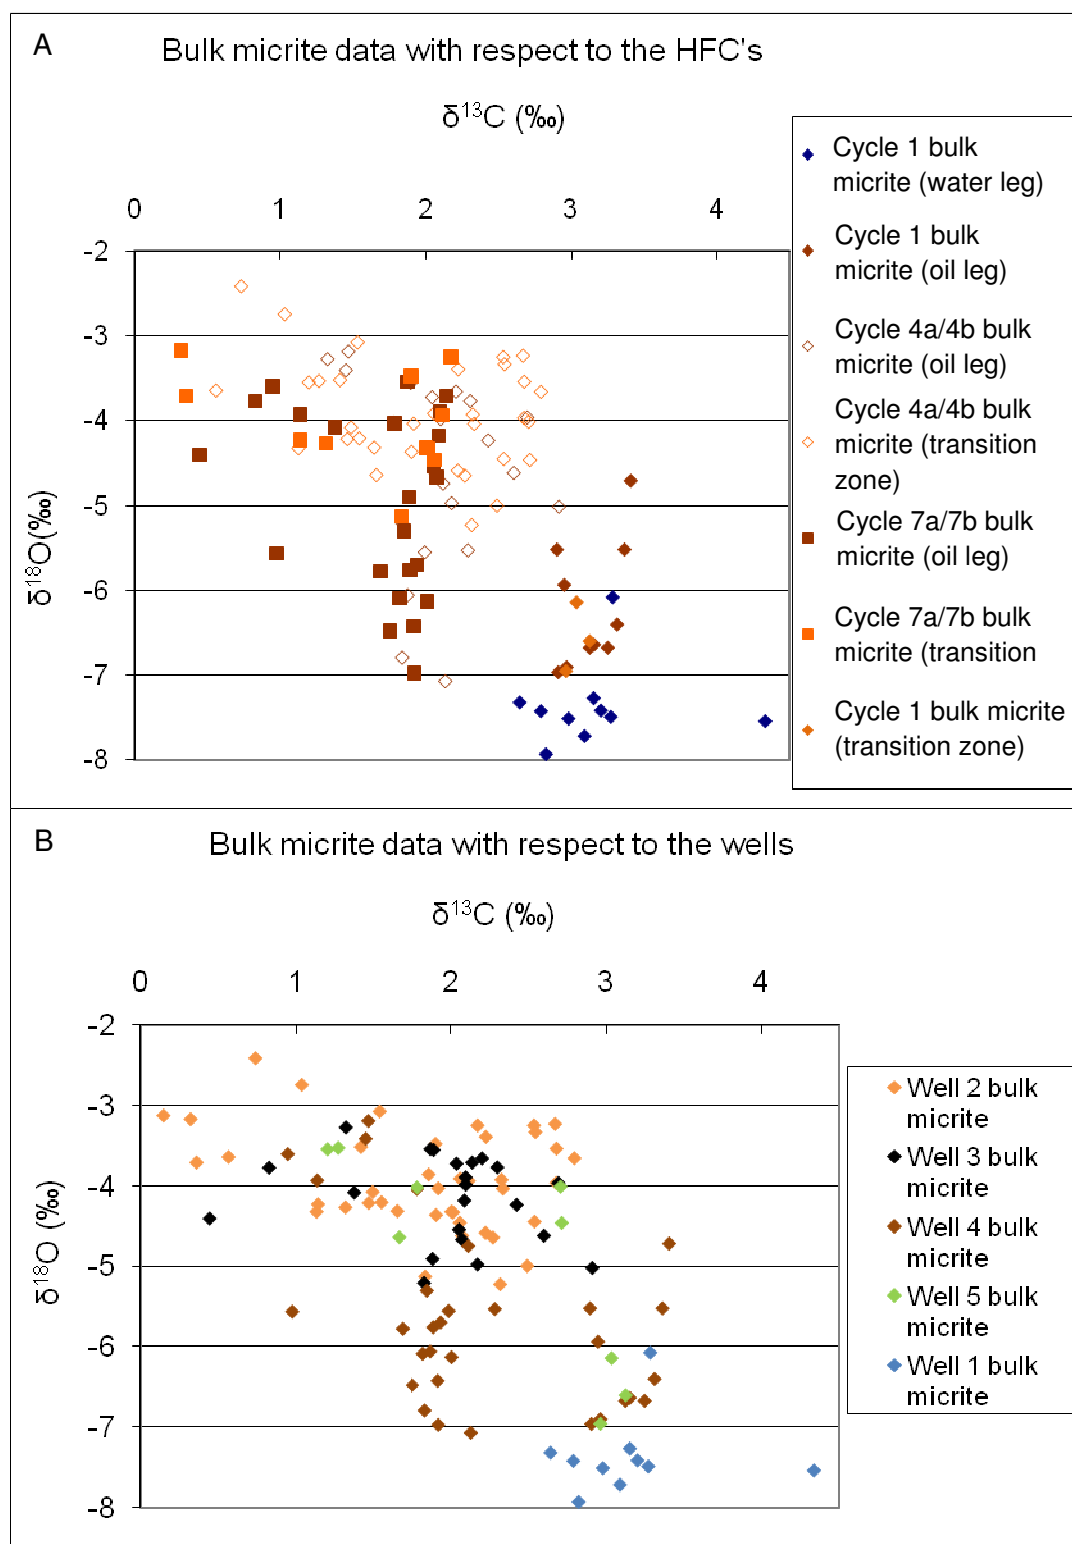 A
Bulk micrite data with respect to the HFC's
δ13C (‰)
0 1 2 3 4
-2
-3
-4
-5
-6
-7
-8
δ18O(‰)
Cycle 1 bulk
micrite (water leg)
Cycle 1 bulk
micrite (oil leg)
Cycle 4a/4b bulk
micrite (oil leg)
Cycle 4a/4b bulk
micrite (transition
zone)
Cycle 7a/7b bulk
micrite (oil leg)
Cycle 7a/7b bulk
micrite (transition
Cycle 1 bulk micrite
(transition zone)
B
Bulk micrite data with respect to the wells
δ13C (‰)
0 1 2 3 4
-2
-3
-4
-5
-6
-7
-8
δ18O (‰)
Well 2 bulk
micrite
Well 3 bulk
micrite
Well 4 bulk
micrite
Well 5 bulk
micrite
Well 1 bulk
micrite